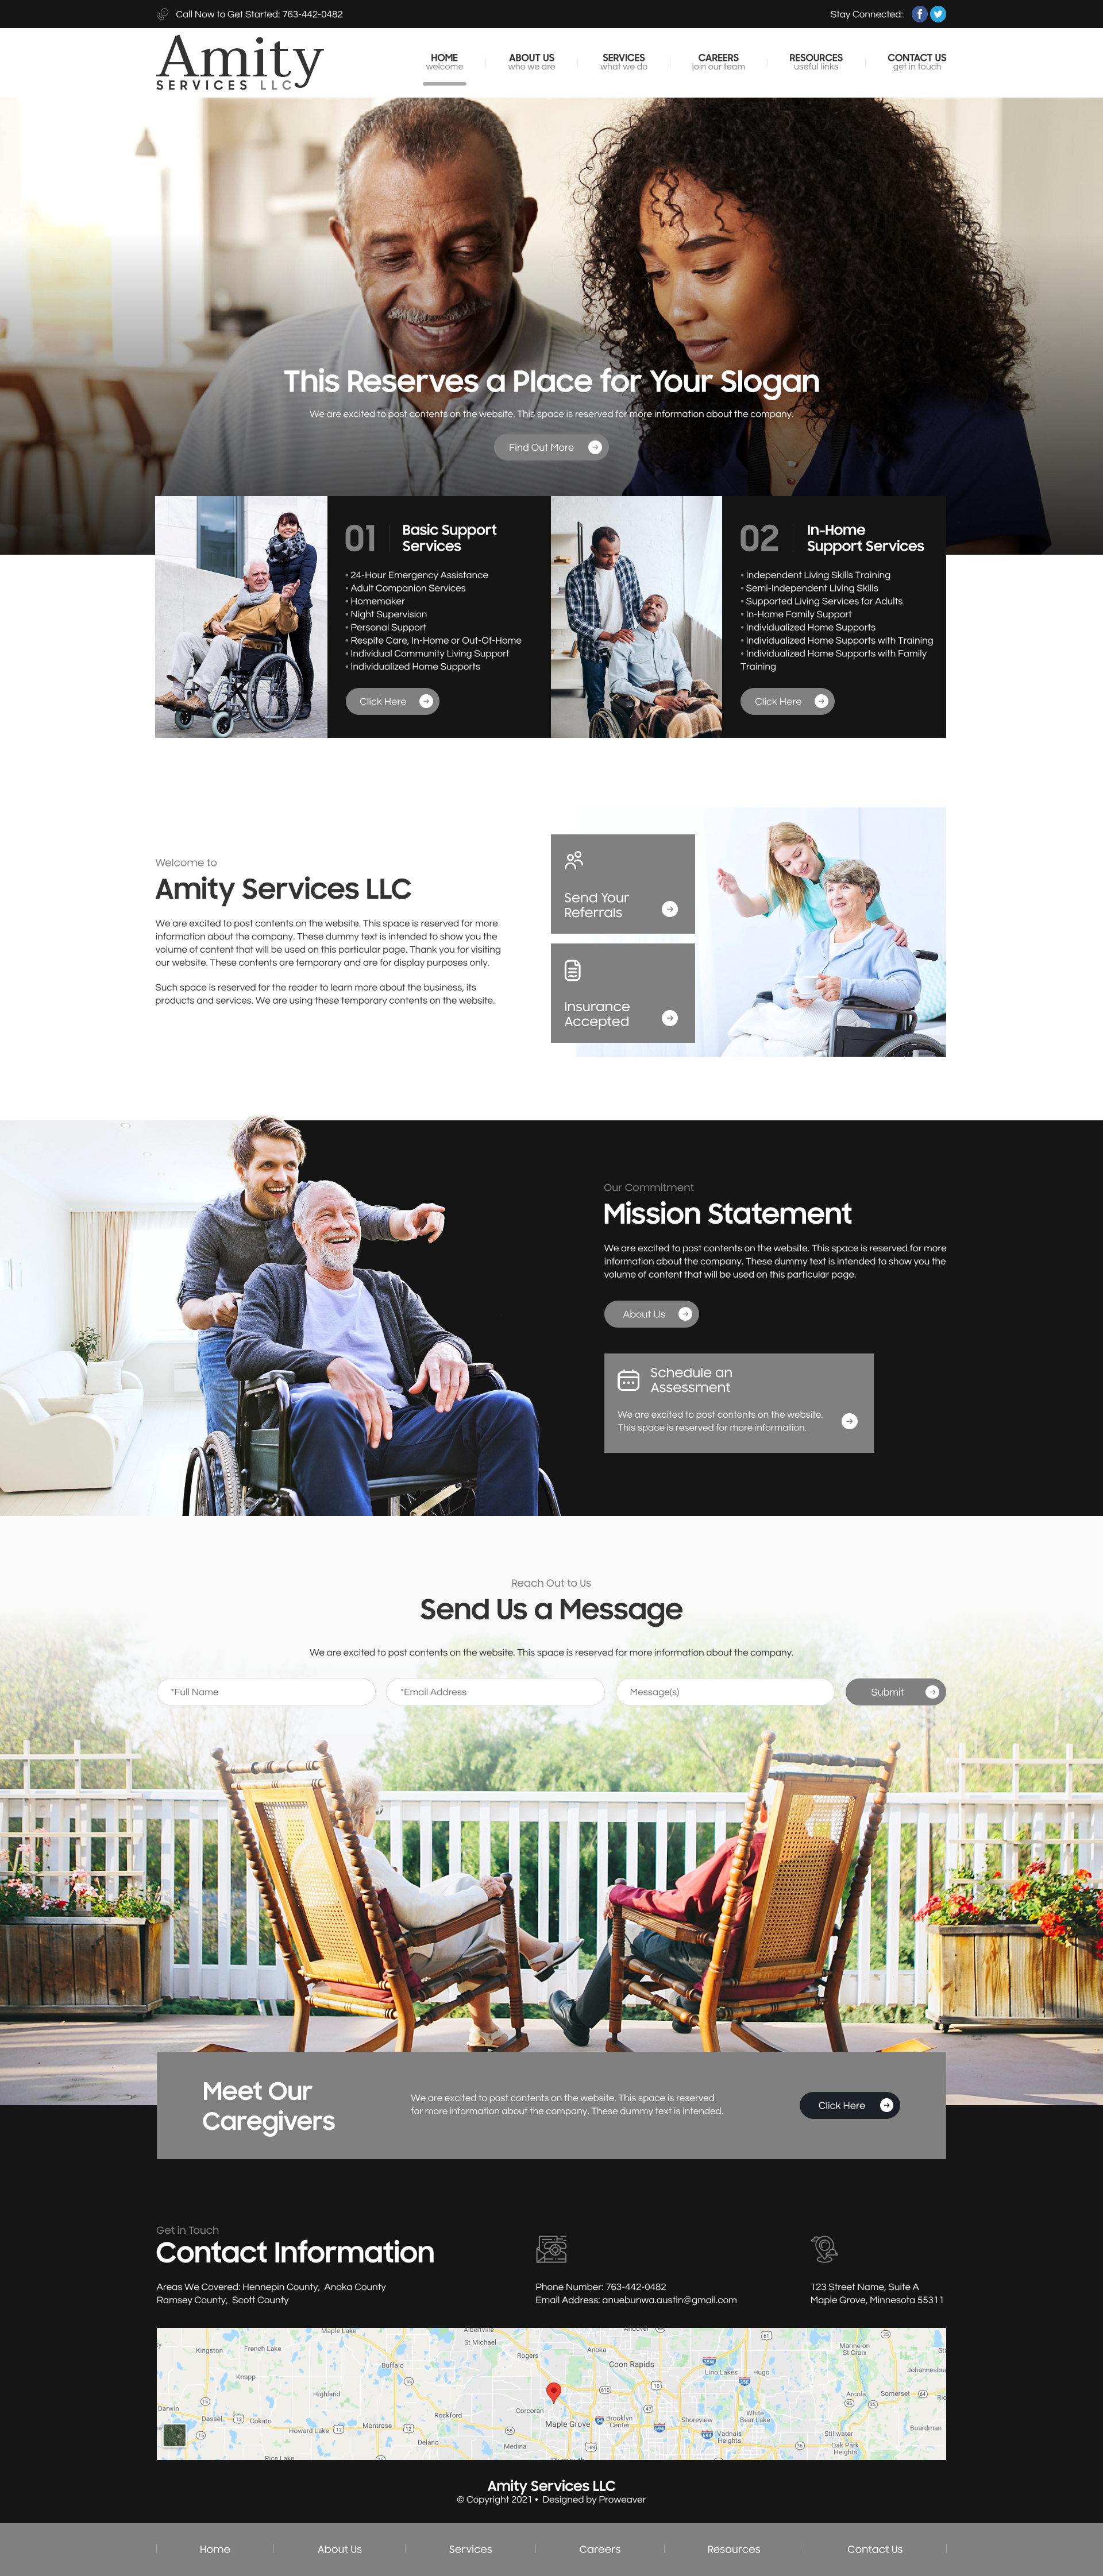 Call Now to Get Started: 763-442-0482
Stay Connected:
Amity
SERVICES LLC
HOME
welcome
ABOUT US
who we are
SERVICES
what we do
CAREERS
join our team
RESOURCES
useful links
CONTACT US
get in touch
This Reserves a Place for Your Slogan
We are excited to post contents on the website. This space is reserved for more information about the company.
Find Out More
01
Basic Support
Services
• 24-Hour Emergency Assistance
• Adult Companion Services
• Homemaker
• Night Supervision
• Personal Support
• Respite Care, In-Home or Out-Of-Home
• Individual Community Living Support
• Individualized Home Supports
Click Here
02
In-Home
Support Services
• Independent Living Skills Training
• Semi-Independent Living Skills
• Supported Living Services for Adults
• In-Home Family Support
• Individualized Home Supports
• Individualized Home Supports with Training
• Individualized Home Supports with Family
Training
Click Here
Welcome to
Amity Services LLC
We are excited to post contents on the website. This space is reserved for more
information about the company. These dummy text is intended to show you the
volume of content that will be used on this particular page. Thank you for visiting
our website. These contents are temporary and are for display purposes only.
Such space is reserved for the reader to learn more about the business, its
products and services. We are using these temporary contents on the website.
Send Your
Referrals
Insurance
Accepted
Our Commitment
Mission Statement
We are excited to post contents on the website. This space is reserved for more
information about the company. These dummy text is intended to show you the
volume of content that will be used on this particular page.
About Us
Schedule an
Assessment
We are excited to post contents on the website.
This space is reserved for more information.
Reach Out to Us
Send Us a Message
We are excited to post contents on the website. This space is reserved for more information about the company.
*Full Name
*Email Address
Message(s)
Submit
Meet Our
Caregivers
We are excited to post contents on the website. This space is reserved
for more information about the company. These dummy text is intended.
Click Here
Get in Touch
Contact Information
Areas We Covered: Hennepin County, Anoka County
Ramsey County, Scott County
Phone Number: 763-442-0482
Email Address: anuebunwa.austin@gmail.com
123 Street Name, Suite A
Maple Grove, Minnesota 55311
Maple Lake
Albertville
St Michael
Kingston
French Lake
Buffalo
Rogers
Anoka
Coon Rapids
Lino Lakes
Hugo
Marine on
St Croix
Knapp
Highland
Rockford
Corcoran
Maple Grove
Brooklyn
Center
Shoreview
White
Bear Lake
Vadnais
Heights
Arcola
Somerset
Stillwater
Oak Park
Heights
Boardman
Darwin
Dassel
Cokato
Howard Lake
Montrose
Delano
Medina
Rice Lake
Amity Services LLC
© Copyright 2021 • Designed by Proweaver
Home
About Us
Services
Careers
Resources
Contact Us